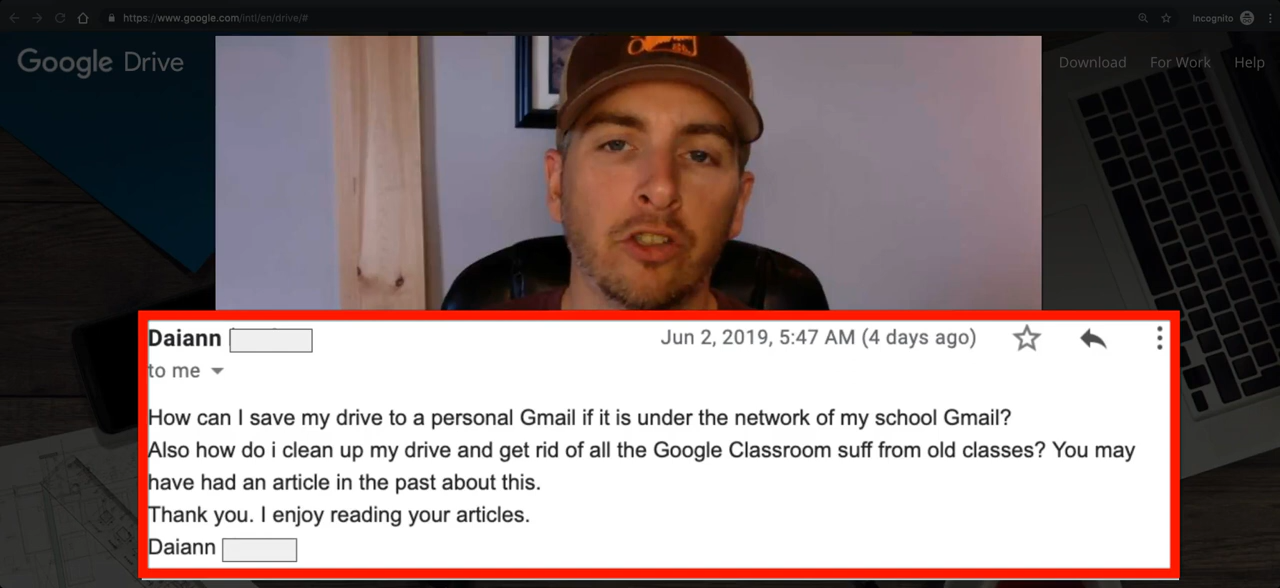 https://www.google.com/intl/en/drive/#
Incognito
Google Drive
Download For Work Help
Daiann
Jun 2, 2019, 5:47 AM (4 days ago)
to me
How can I save my drive to a personal Gmail if it is under the network of my school Gmail?
Also how do i clean up my drive and get rid of all the Google Classroom suff from old classes? You may
have had an article in the past about this.
Thank you. I enjoy reading your articles.
Daiann